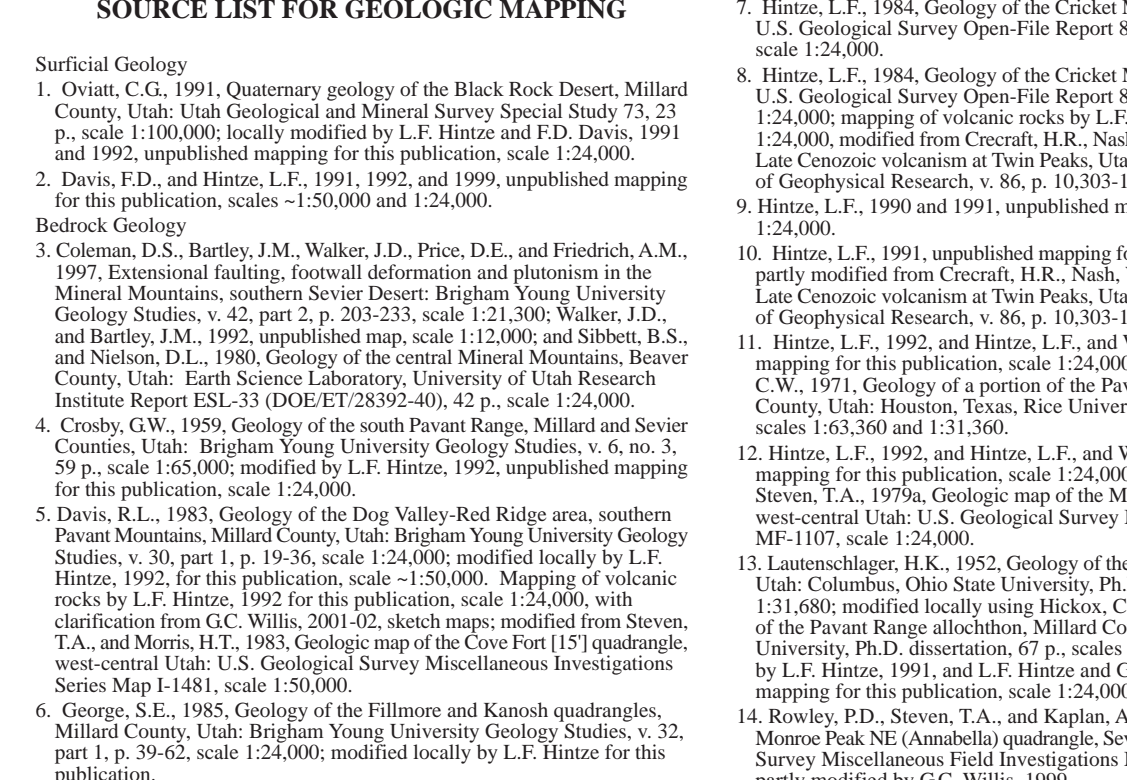 SOURCE LIST FOR GEOLOGIC MAPPING
Surficial Geology
1. Oviatt, C.G., 1991, Quaternary geology of the Black Rock Desert, Millard
County, Utah: Utah Geological and Mineral Survey Special Study 73, 23
p., scale 1:100,000; locally modified by L.F. Hintze and F.D. Davis, 1991
and 1992, unpublished mapping for this publication, scale 1:24,000.
2. Davis, F.D., and Hintze, L.F., 1991, 1992, and 1999, unpublished mapping
for this publication, scales ~1:50,000 and 1:24,000.
Bedrock Geology
3. Coleman, D.S., Bartley, J.M., Walker, J.D., Price, D.E., and Friedrich, A.M.,
1997, Extensional faulting, footwall deformation and plutonism in the
Mineral Mountains, southern Sevier Desert: Brigham Young University
Geology Studies, v. 42, part 2, p. 203-233, scale 1:21,300; Walker, J.D.,
and Bartley, J.M., 1992, unpublished map, scale 1:12,000; and Sibbett, B.S.,
and Nielson, D.L., 1980, Geology of the central Mineral Mountains, Beaver
County, Utah: Earth Science Laboratory, University of Utah Research
Institute Report ESL-33 (DOE/ET/28392-40), 42 p., scale 1:24,000.
4. Crosby, G.W., 1959, Geology of the south Pavant Range, Millard and Sevier
Counties, Utah: Brigham Young University Geology Studies, v. 6, no. 3,
59 p., scale 1:65,000; modified by L.F. Hintze, 1992, unpublished mapping
for this publication, scale 1:24,000.
5. Davis, R.L., 1983, Geology of the Dog Valley-Red Ridge area, southern
Pavant Mountains, Millard County, Utah: Brigham Young University Geology
Studies, v. 30, part 1, p. 19-36, scale 1:24,000; modified locally by L.F.
Hintze, 1992, for this publication, scale ~1:50,000. Mapping of volcanic
rocks by L.F. Hintze, 1992 for this publication, scale 1:24,000, with
clarification from G.C. Willis, 2001-02, sketch maps; modified from Steven,
T.A., and Morris, H.T., 1983, Geologic map of the Cove Fort [15'] quadrangle,
west-central Utah: U.S. Geological Survey Miscellaneous Investigations
Series Map I-1481, scale 1:50,000.
6. George, S.E., 1985, Geology of the Fillmore and Kanosh quadrangles,
Millard County, Utah: Brigham Young University Geology Studies, v. 32,
part 1, p. 39-62, scale 1:24,000; modified locally by L.F. Hintze for this
publication.
7. Hintze, L.F., 1984, Geology of the Cricket
U.S. Geological Survey Open-File Report 8
scale 1:24,000.
8. Hintze, L.F., 1984, Geology of the Cricket
U.S. Geological Survey Open-File Report 8
1:24,000; mapping of volcanic rocks by L.F.
1:24,000, modified from Crecraft, H.R., Nash
Late Cenozoic volcanism at Twin Peaks, Uta
of Geophysical Research, v. 86, p. 10,303-1
9. Hintze, L.F., 1990 and 1991, unpublished m
1:24,000.
10. Hintze, L.F., 1991, unpublished mapping fo
partly modified from Crecraft, H.R., Nash,
Late Cenozoic volcanism at Twin Peaks, Uta
of Geophysical Research, v. 86, p. 10,303-1
11. Hintze, L.F., 1992, and Hintze, L.F., and
mapping for this publication, scale 1:24,000
C.W., 1971, Geology of a portion of the Pav
County, Utah: Houston, Texas, Rice Univer
scales 1:63,360 and 1:31,360.
12. Hintze, L.F., 1992, and Hintze, L.F., and W
mapping for this publication, scale 1:24,000
Steven, T.A., 1979a, Geologic map of the M
west-central Utah: U.S. Geological Survey
MF-1107, scale 1:24,000.
13. Lautenschlager, H.K., 1952, Geology of the
Utah: Columbus, Ohio State University, Ph.
1:31,680; modified locally using Hickox, C
of the Pavant Range allochthon, Millard Co
University, Ph.D. dissertation, 67 p., scales
by L.F. Hintze, 1991, and L.F. Hintze and G
mapping for this publication, scale 1:24,000
14. Rowley, P.D., Steven, T.A., and Kaplan, A
Monroe Peak NE (Annabella) quadrangle, Sev
Survey Miscellaneous Field Investigations
partly modified by G.C. Willis, 1999